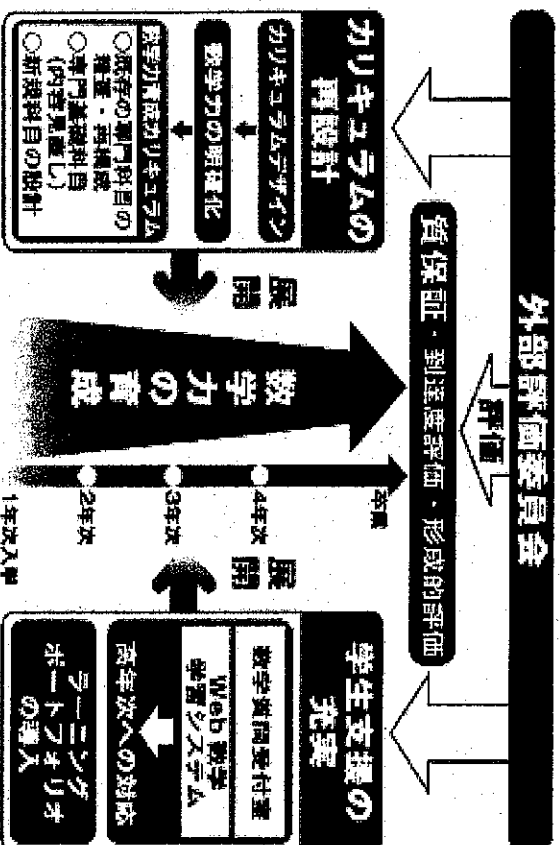 外部評価委員会
評価
質保証・到達度評価・形成的評価
カリキュラムの
再設計
カリキュラムデザイン
数学力の明確化
数学力育成カリキュラム
○既存の専門科目の
精選・再構成
○専門基礎科目
(内容見直し)
○新規科目の設計
展開
数学力の育成
卒業
4年次
3年次
2年次
1年次入学
展開
学生支援の
充実
数学質問受付室
Web数学
学習システム
高年次への対応
ラーニング
ポートフォリオ
の導入